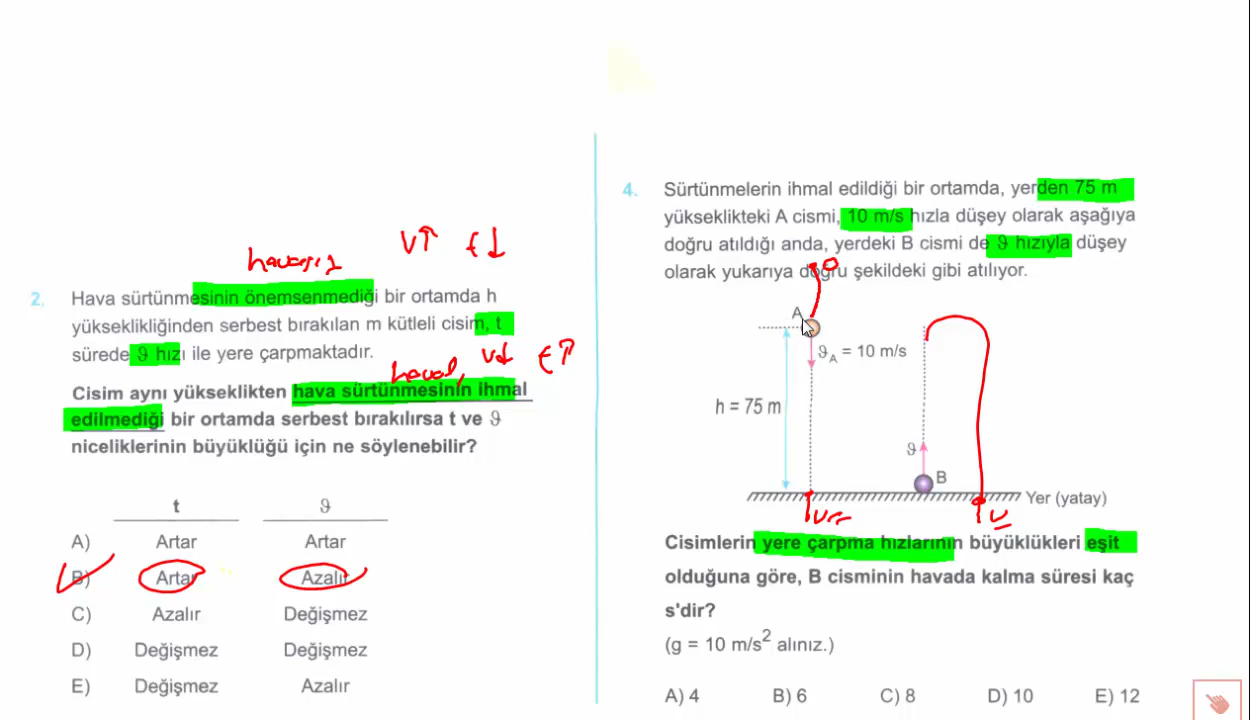 havasız
V↑ t↓
2. Hava sürtünmesinin önemsenmediği bir ortamda h
yüksekliğinden serbest bırakılan m kütleli cisim, t
sürede ϑ hızı ile yere çarpmaktadır.
V↓ t↑
Cisim aynı yükseklikten hava sürtünmesinin ihmal
edilmediği bir ortamda serbest bırakılırsa t ve ϑ
niceliklerinin büyüklüğü için ne söylenebilir?
t ϑ
A) Artar Artar
B) Artar Azalır
C) Azalır Değişmez
D) Değişmez Değişmez
E) Değişmez Azalır
4. Sürtünmelerin ihmal edildiği bir ortamda, yerden 75 m
yükseklikteki A cismi, 10 m/s hızla düşey olarak aşağıya
doğru atıldığı anda, yerdeki B cismi de ϑ hızıyla düşey
olarak yukarıya doğru şekildeki gibi atılıyor.
A
ϑA = 10 m/s
h = 75 m
ϑ
B
Yer (yatay)
V
Cisimlerin yere çarpma hızlarının büyüklükleri eşit
olduğuna göre, B cisminin havada kalma süresi kaç
s'dir?
(g = 10 m/s² alınız.)
A) 4 B) 6 C) 8 D) 10 E) 12